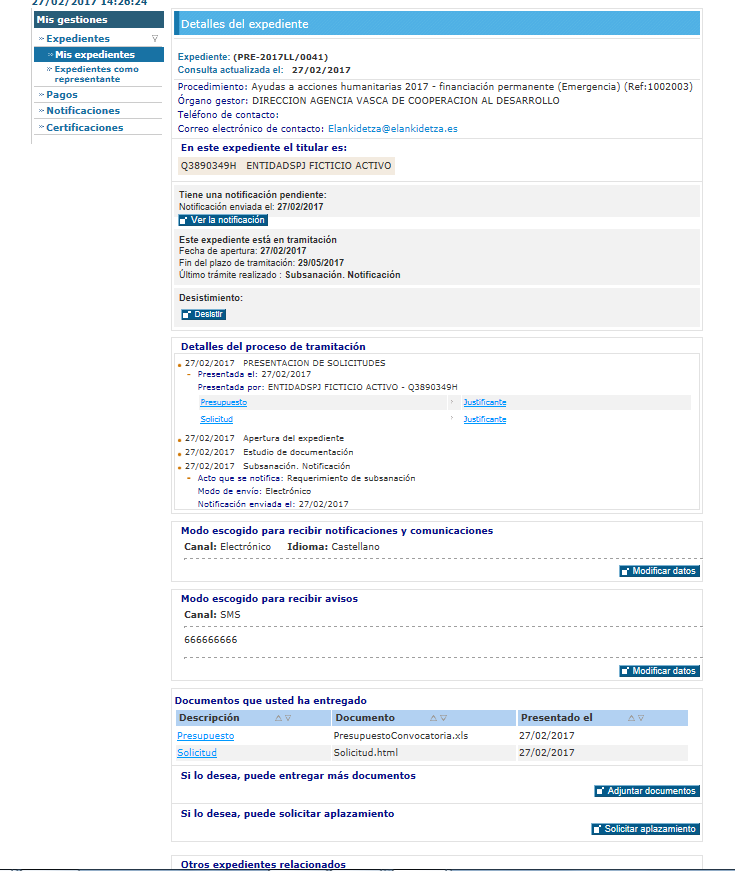 27/02/2017 14:26:24
Mis gestiones
Expedientes
Mis expedientes
Expedientes como
representante
Pagos
Notificaciones
Certificaciones
Detalles del expediente
Expediente: (PRE-2017LL/0041)
Consulta actualizada el: 27/02/2017
Procedimiento: Ayudas a acciones humanitarias 2017 - financiación permanente (Emergencia) (Ref:1002003)
Órgano gestor: DIRECCION AGENCIA VASCA DE COOPERACION AL DESARROLLO
Teléfono de contacto:
Correo electrónico de contacto: Elankidetza@elankidetza.es
En este expediente el titular es:
Q3890349H ENTIDADSPJ FICTICIO ACTIVO
Tiene una notificación pendiente:
Notificación enviada el: 27/02/2017
Ver la notificación
Este expediente está en tramitación
Fecha de apertura: 27/02/2017
Fin del plazo de tramitación: 29/05/2017
Último trámite realizado : Subsanación. Notificación
Desistimiento:
Desistir
Detalles del proceso de tramitación
27/02/2017 PRESENTACION DE SOLICITUDES
- Presentada el: 27/02/2017
Presentada por: ENTIDADSPJ FICTICIO ACTIVO - Q3890349H
Presupuesto Justificante
Solicitud Justificante
27/02/2017 Apertura del expediente
27/02/2017 Estudio de documentación
27/02/2017 Subsanación. Notificación
- Acto que se notifica: Requerimiento de subsanación
Modo de envío: Electrónico
Notificación enviada el: 27/02/2017
Modo escogido para recibir notificaciones y comunicaciones
Canal: Electrónico Idioma: Castellano
Modificar datos
Modo escogido para recibir avisos
Canal: SMS
666666666
Modificar datos
Documentos que usted ha entregado
Descripción Documento Presentado el
Presupuesto PresupuestoConvocatoria.xls 27/02/2017
Solicitud Solicitud.html 27/02/2017
Si lo desea, puede entregar más documentos
Adjuntar documentos
Si lo desea, puede solicitar aplazamiento
Solicitar aplazamiento
Otros expedientes relacionados